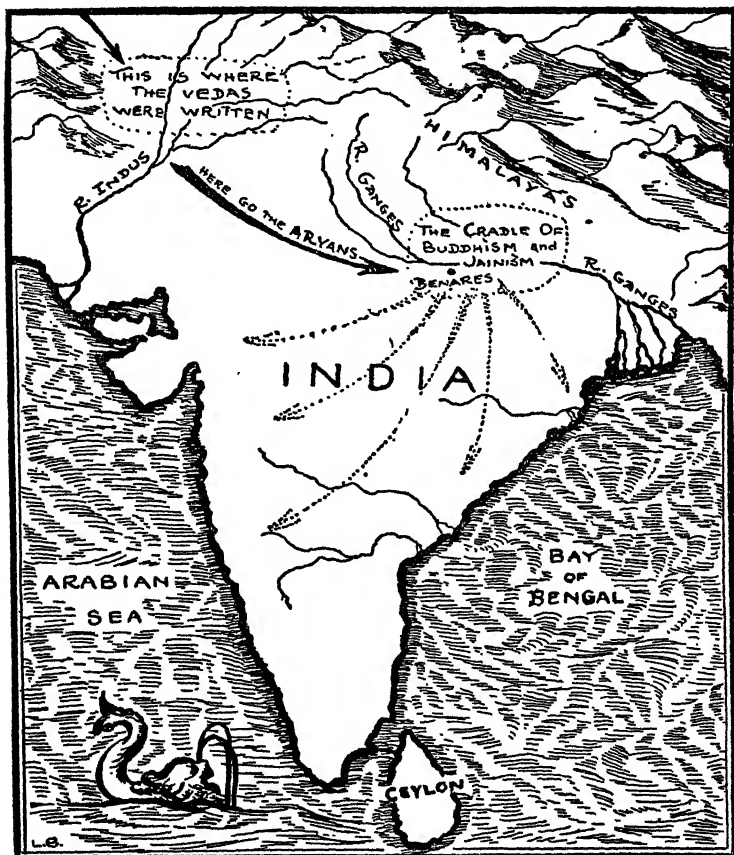 THIS IS WHERE
THE VEDAS
WERE WRITTEN
HIMALAYAS
R. INDUS
R. GANGES
HERE GO THE ARYANS
THE CRADLE OF
BUDDHISM and
JAINISM
BENARES
R. GANGES
INDIA
ARABIAN
SEA
BAY
OF
BENGAL
CEYLON
L.B.